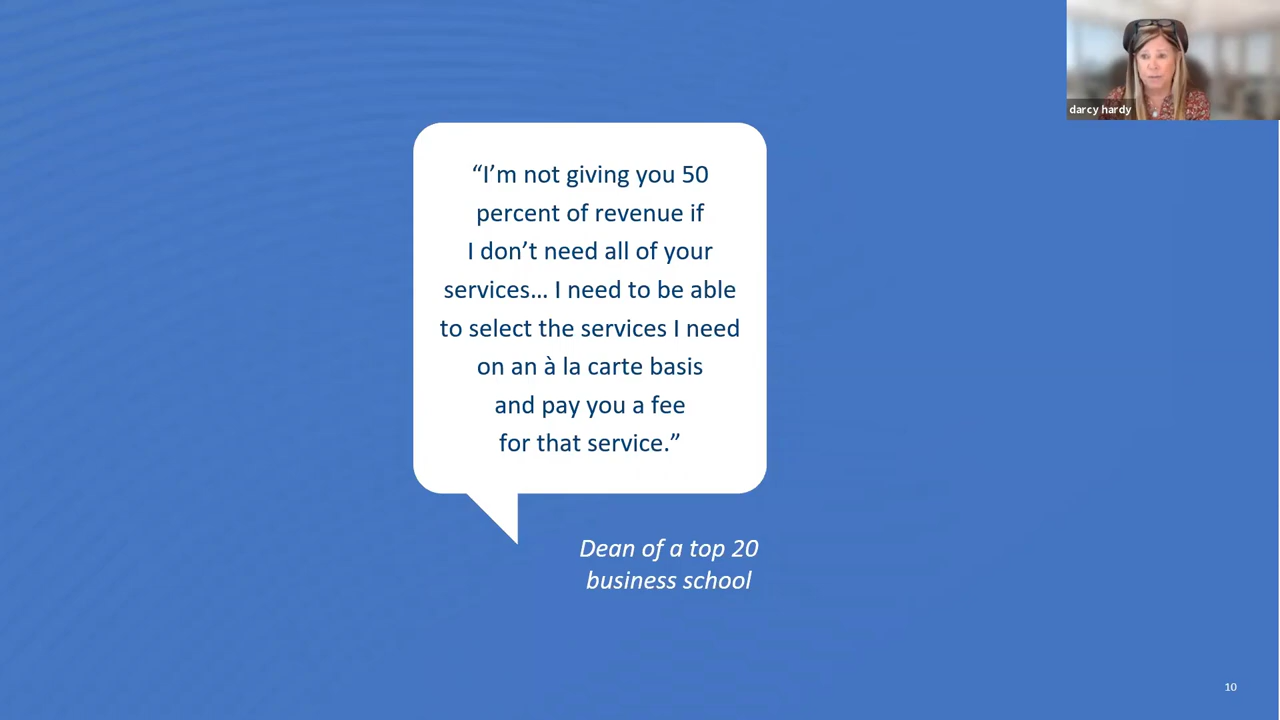 darcy hardy
“I’m not giving you 50
percent of revenue if
I don’t need all of your
services... I need to be able
to select the services I need
on an à la carte basis
and pay you a fee
for that service.”
Dean of a top 20
business school
10